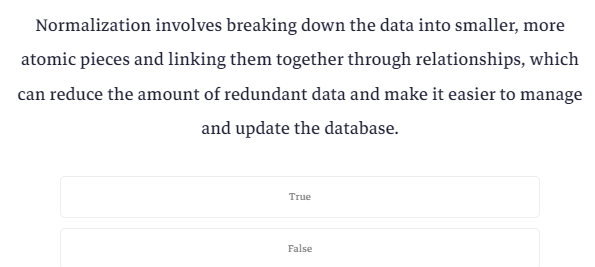 Normalization involves breaking down the data into smaller, more
atomic pieces and linking them together through relationships, which
can reduce the amount of redundant data and make it easier to manage
and update the database.
True
False